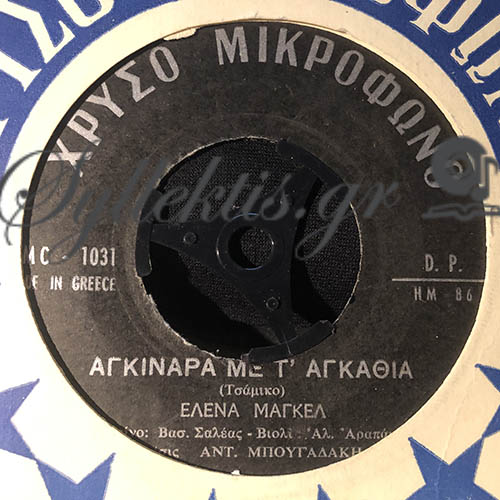 ΧΡΥΣΟ ΜΙΚΡΟΦΩΝΟ
Syllektis.gr
MC - 1031
IN GREECE
D. P.
HM 86
ΑΓΚΙΝΑΡΑ ΜΕ Τ' ΑΓΚΑΘΙΑ
(Τσάμικο)
ΕΛΕΝΑ ΜΑΓΚΕΛ
Βασ. Σαλέας - Βιολί: Αλ. Αραπά
ΑΝΤ. ΜΠΟΥΓΑΔΑΚΗ